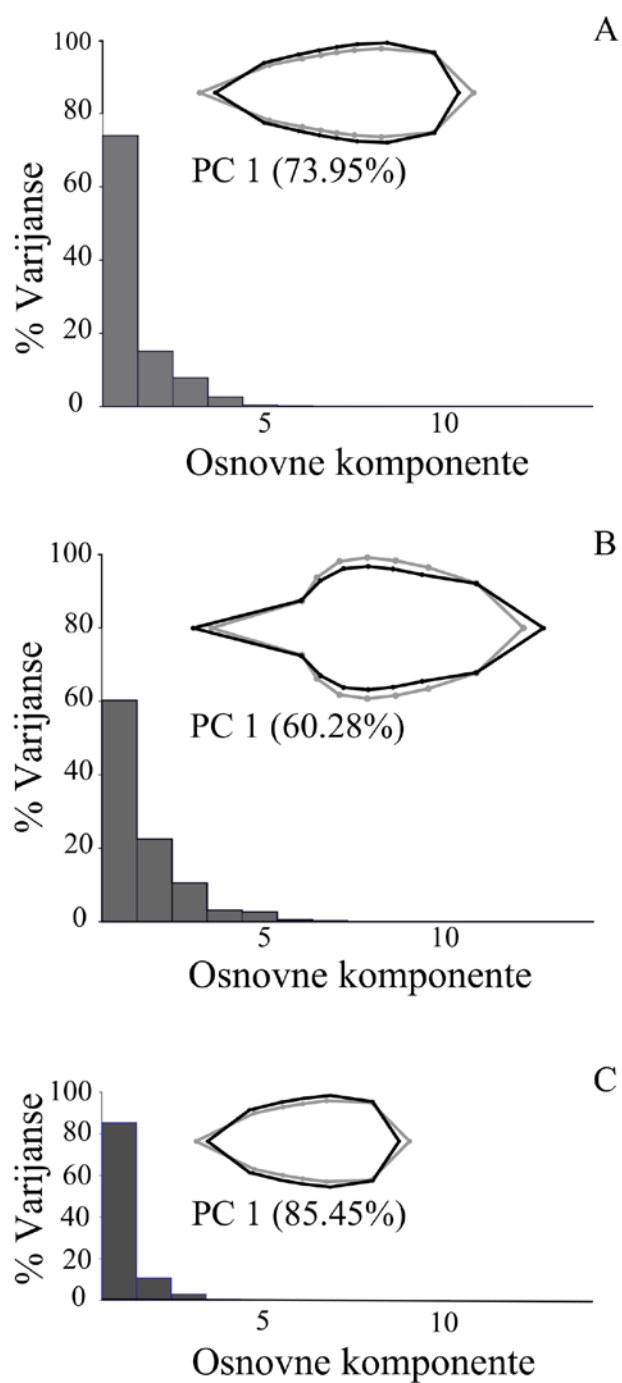 A
100
80
60
40
20
0
% Varijanse
PC 1 (73.95%)
5 10
Osnovne komponente
B
100
80
60
40
20
0
% Varijanse
PC 1 (60.28%)
5 10
Osnovne komponente
C
100
80
60
40
20
0
% Varijanse
PC 1 (85.45%)
5 10
Osnovne komponente